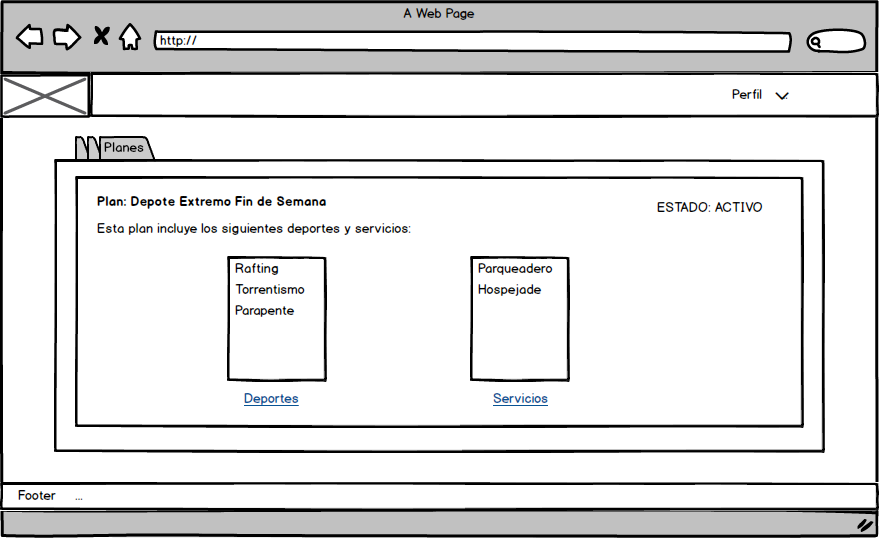 A Web Page
http://
Perfil
Planes
Plan: Depote Extremo Fin de Semana
ESTADO: ACTIVO
Esta plan incluye los siguientes deportes y servicios:
Rafting
Torrentismo
Parapente
Parqueadero
Hospejade
Deportes
Servicios
Footer ...